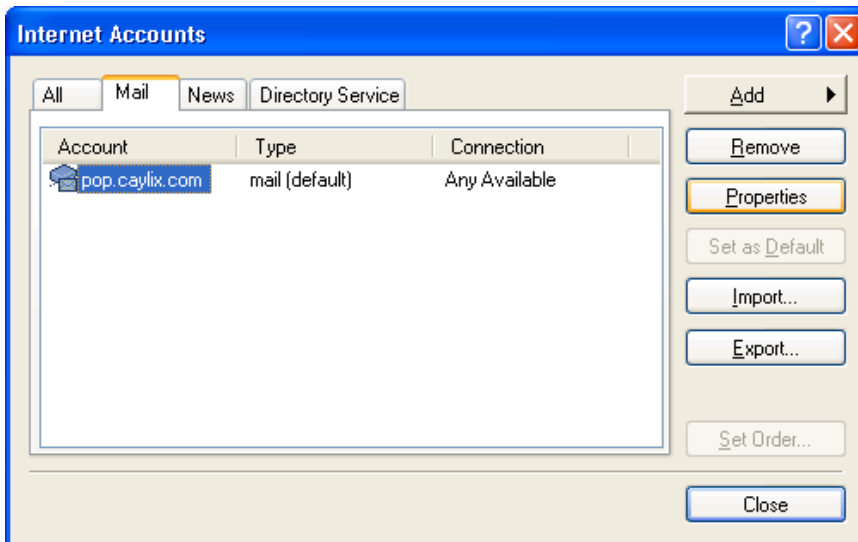 Internet Accounts
All Mail News Directory Service
Account Type Connection
pop.caylix.com mail (default) Any Available
Add
Remove
Properties
Set as Default
Import...
Export...
Set Order...
Close